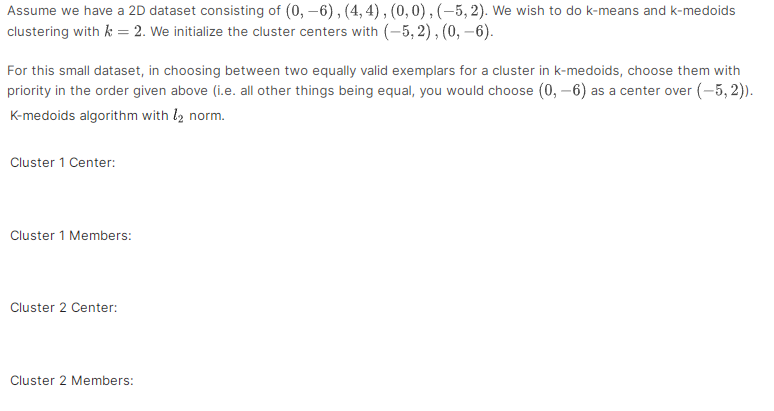 Assume we have a 2D dataset consisting of (0, −6) , (4, 4) , (0, 0) , (−5, 2). We wish to do k-means and k-medoids
clustering with k = 2. We initialize the cluster centers with (−5, 2) , (0, −6).
For this small dataset, in choosing between two equally valid exemplars for a cluster in k-medoids, choose them with
priority in the order given above (i.e. all other things being equal, you would choose (0, −6) as a center over (−5, 2)).
K-medoids algorithm with l₂ norm.
Cluster 1 Center:
Cluster 1 Members:
Cluster 2 Center:
Cluster 2 Members: